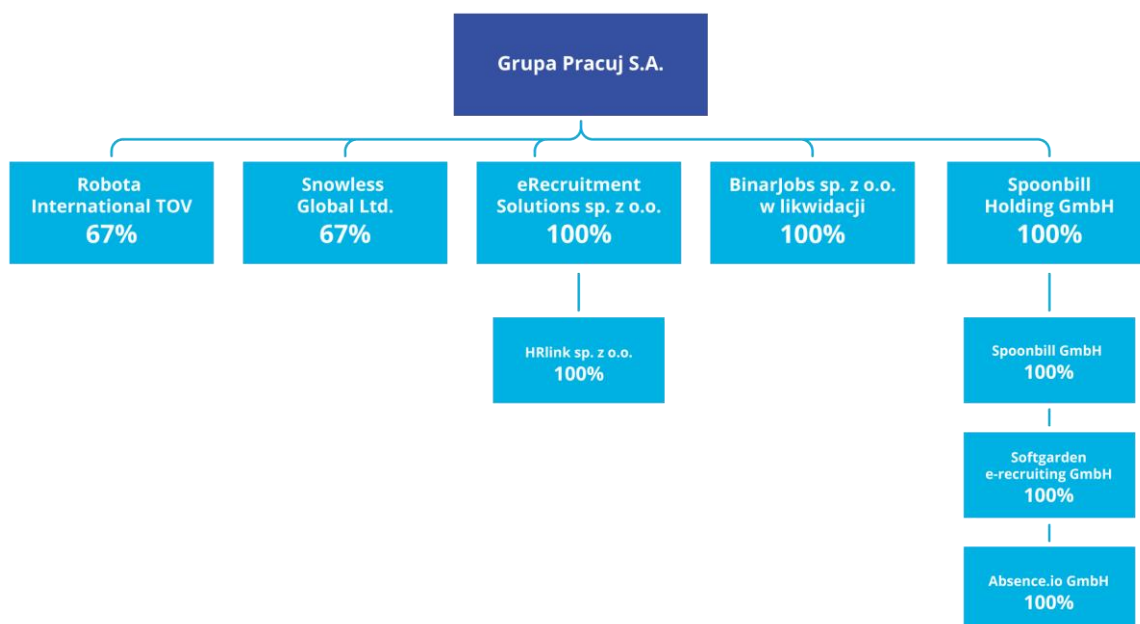 Grupa Pracuj S.A.
Robota
International TOV
67%
Snowless
Global Ltd.
67%
eRecruitment
Solutions sp. z o.o.
100%
BinarJobs sp. z o.o.
w likwidacji
100%
Spoonbill
Holding GmbH
100%
HRlink sp. z o.o.
100%
Spoonbill GmbH
100%
Softgarden
e-recruiting GmbH
100%
Absence.io GmbH
100%